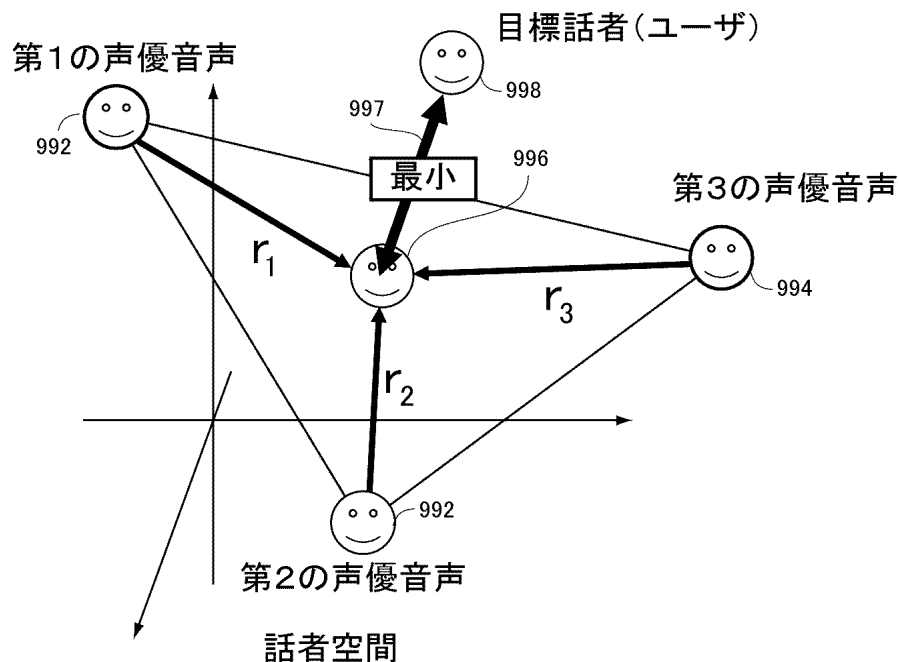 目標話者(ユーザ)
第1の声優音声
998
997
992
996
最小
第3の声優音声
r1
994
r3
r2
992
第2の声優音声
話者空間